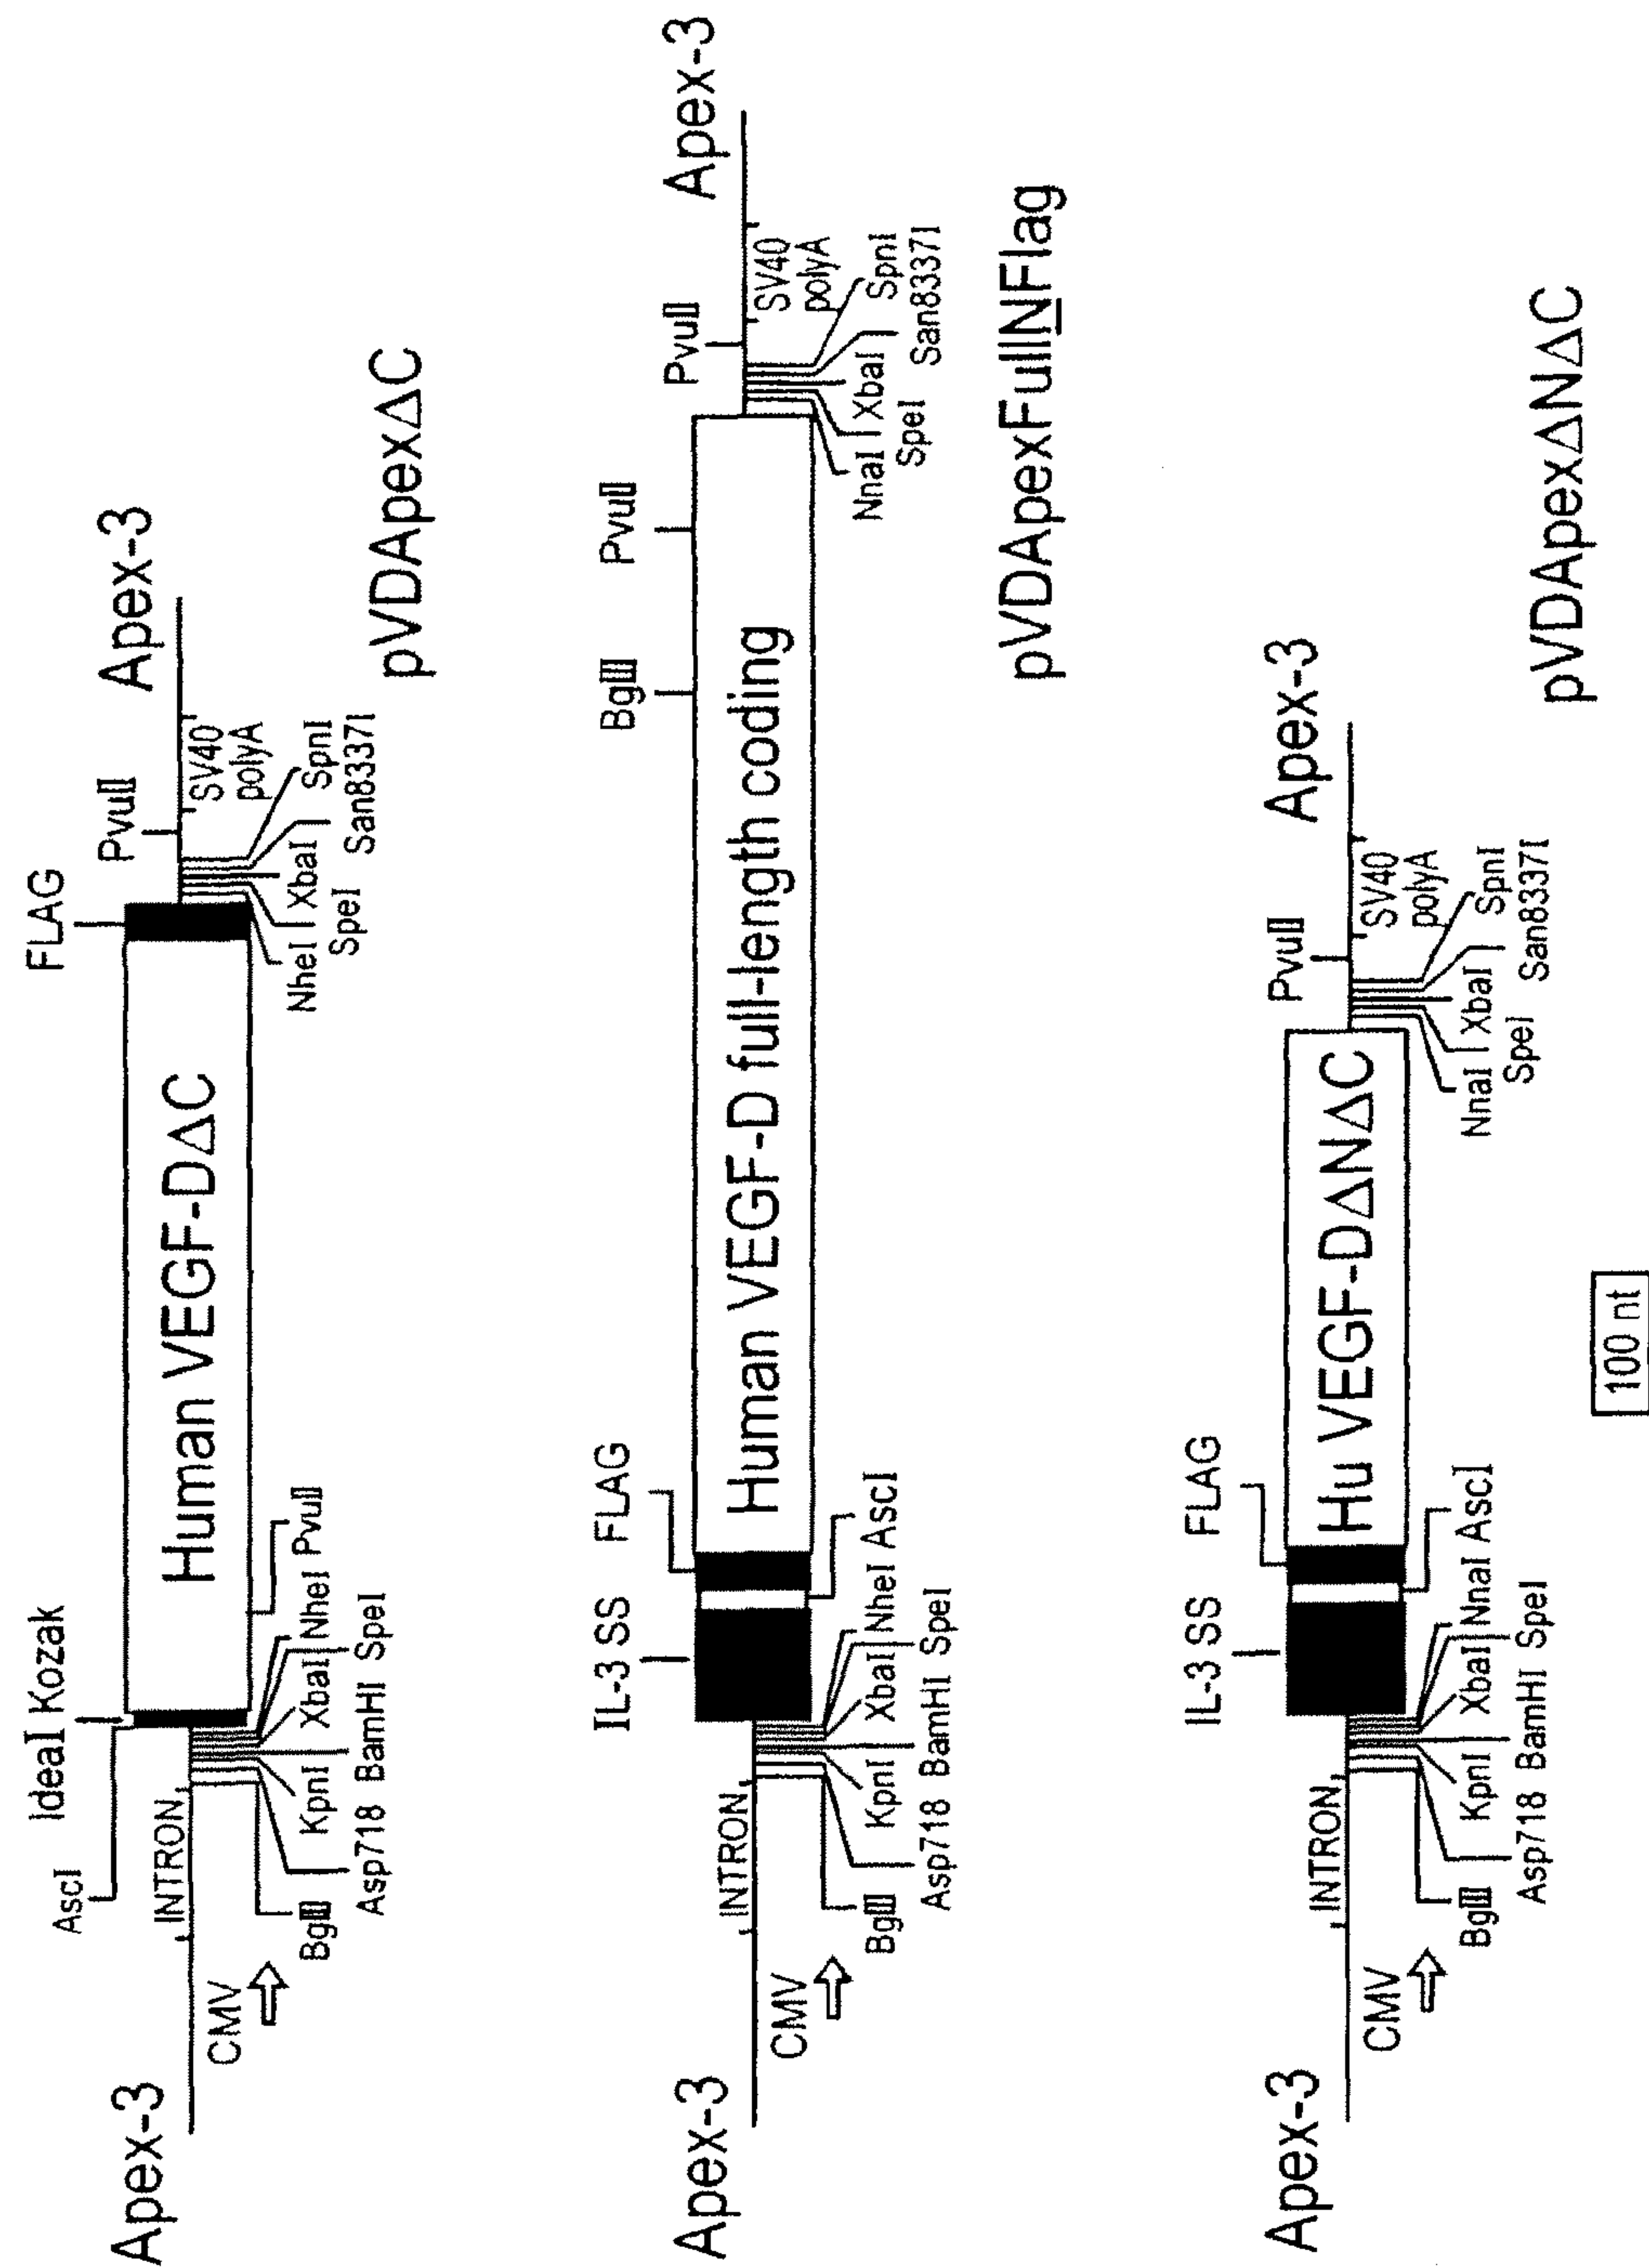 AscI
Ideal Kozak
FLAG
PvuII
Apex-3
Apex-3
INTRON
Human VEGF-DΔC
SV40
polyA
CMV
BglII
KpnI
XbaI
NheI
PvuII
NheI
XbaI
SpnI
Asp718
BamHI
SpeI
SpeI
San8337I
pVDApexΔC
IL-3 SS
FLAG
BglII
PvuII
PvuII
Apex-3
Apex-3
INTRON
Human VEGF-D full-length coding
SV40
polyA
CMV
AscI
BglII
KpnI
XbaI
NheI
NnaI
XbaI
SpnI
Asp718
BamHI
SpeI
SpeI
San8337I
pVDApexFullNFlag
IL-3 SS
FLAG
PvuII
Apex-3
Apex-3
INTRON
Hu VEGF-DΔNΔC
SV40
polyA
CMV
AscI
BglII
KpnI
XbaI
NnaI
NnaI
XbaI
SpnI
Asp718
BamHI
SpeI
SpeI
San8337I
pVDApexΔNΔC
100 nt